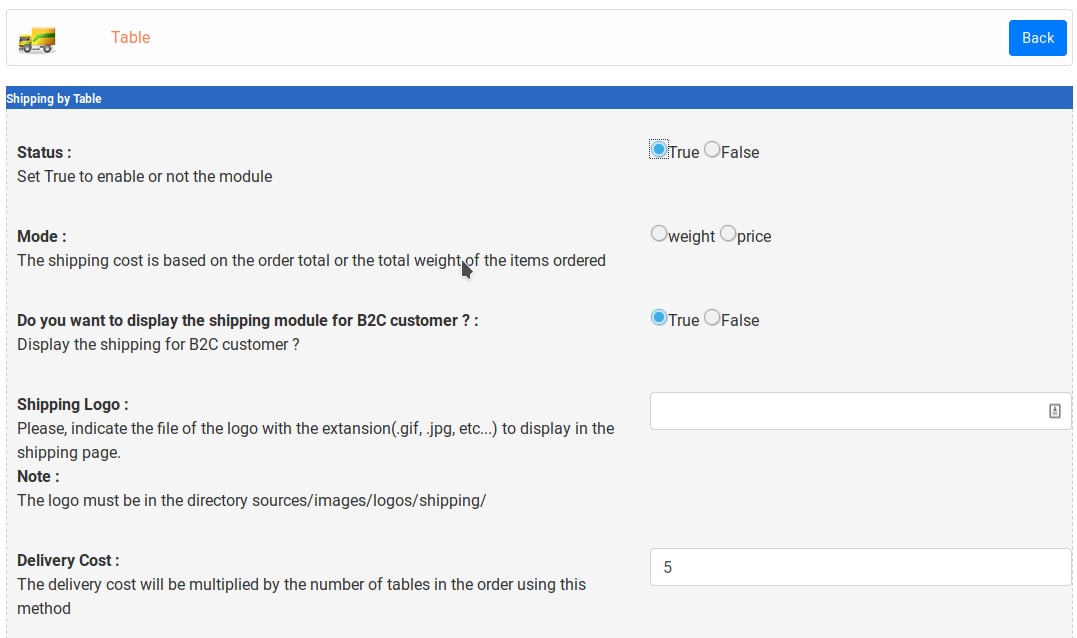 Table
Back
Shipping by Table
Status :
True False
Set True to enable or not the module
Mode :
weight price
The shipping cost is based on the order total or the total weight of the items ordered
Do you want to display the shipping module for B2C customer ? :
True False
Display the shipping for B2C customer ?
Shipping Logo :
Please, indicate the file of the logo with the extansion(.gif, .jpg, etc...) to display in the
shipping page.
Note :
The logo must be in the directory sources/images/logos/shipping/
Delivery Cost :
5
The delivery cost will be multiplied by the number of tables in the order using this
method